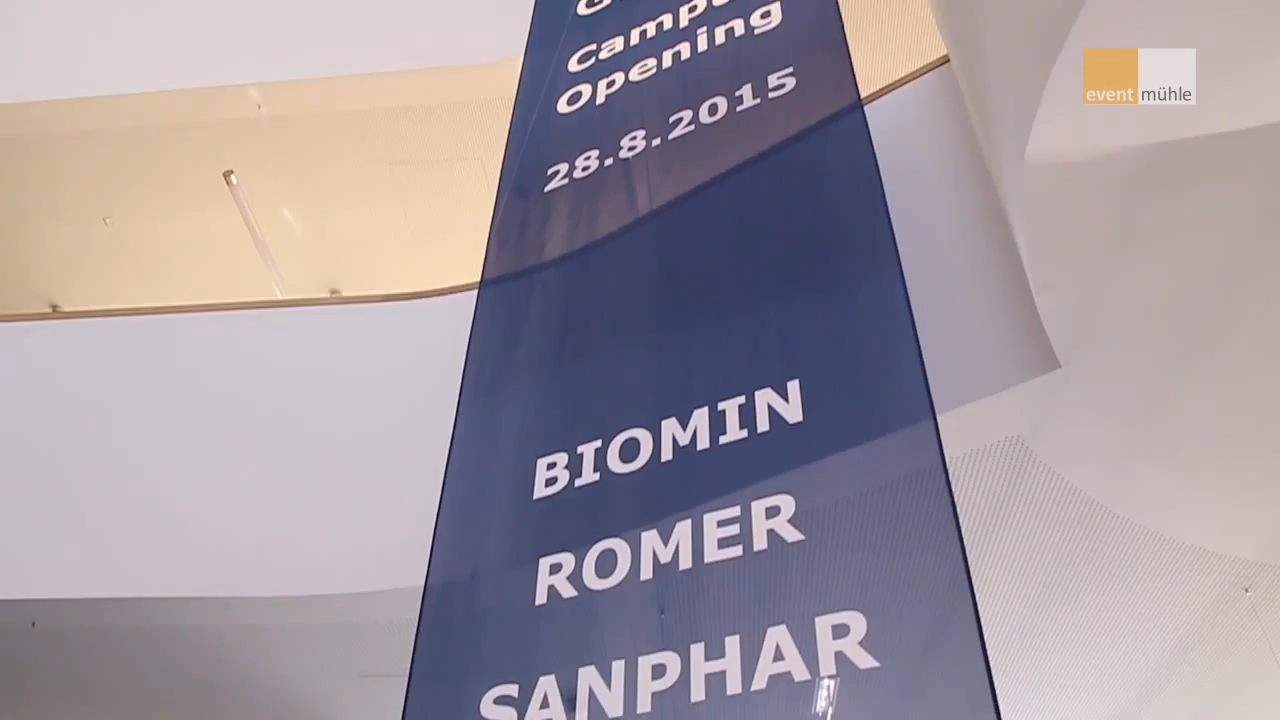 Opening
28.8.2015
BIOMIN
ROMER
SANPHAR
event mühle